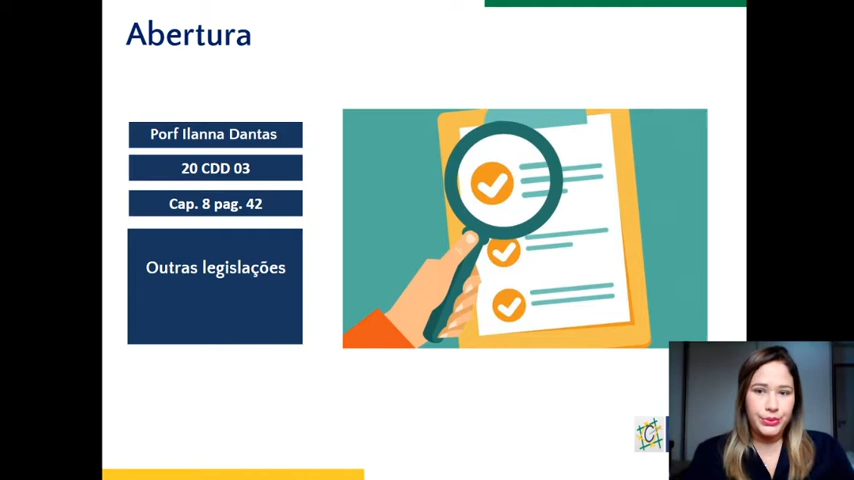 Abertura
Porf Ilanna Dantas
20 CDD 03
Cap. 8 pag. 42
Outras legislações
C